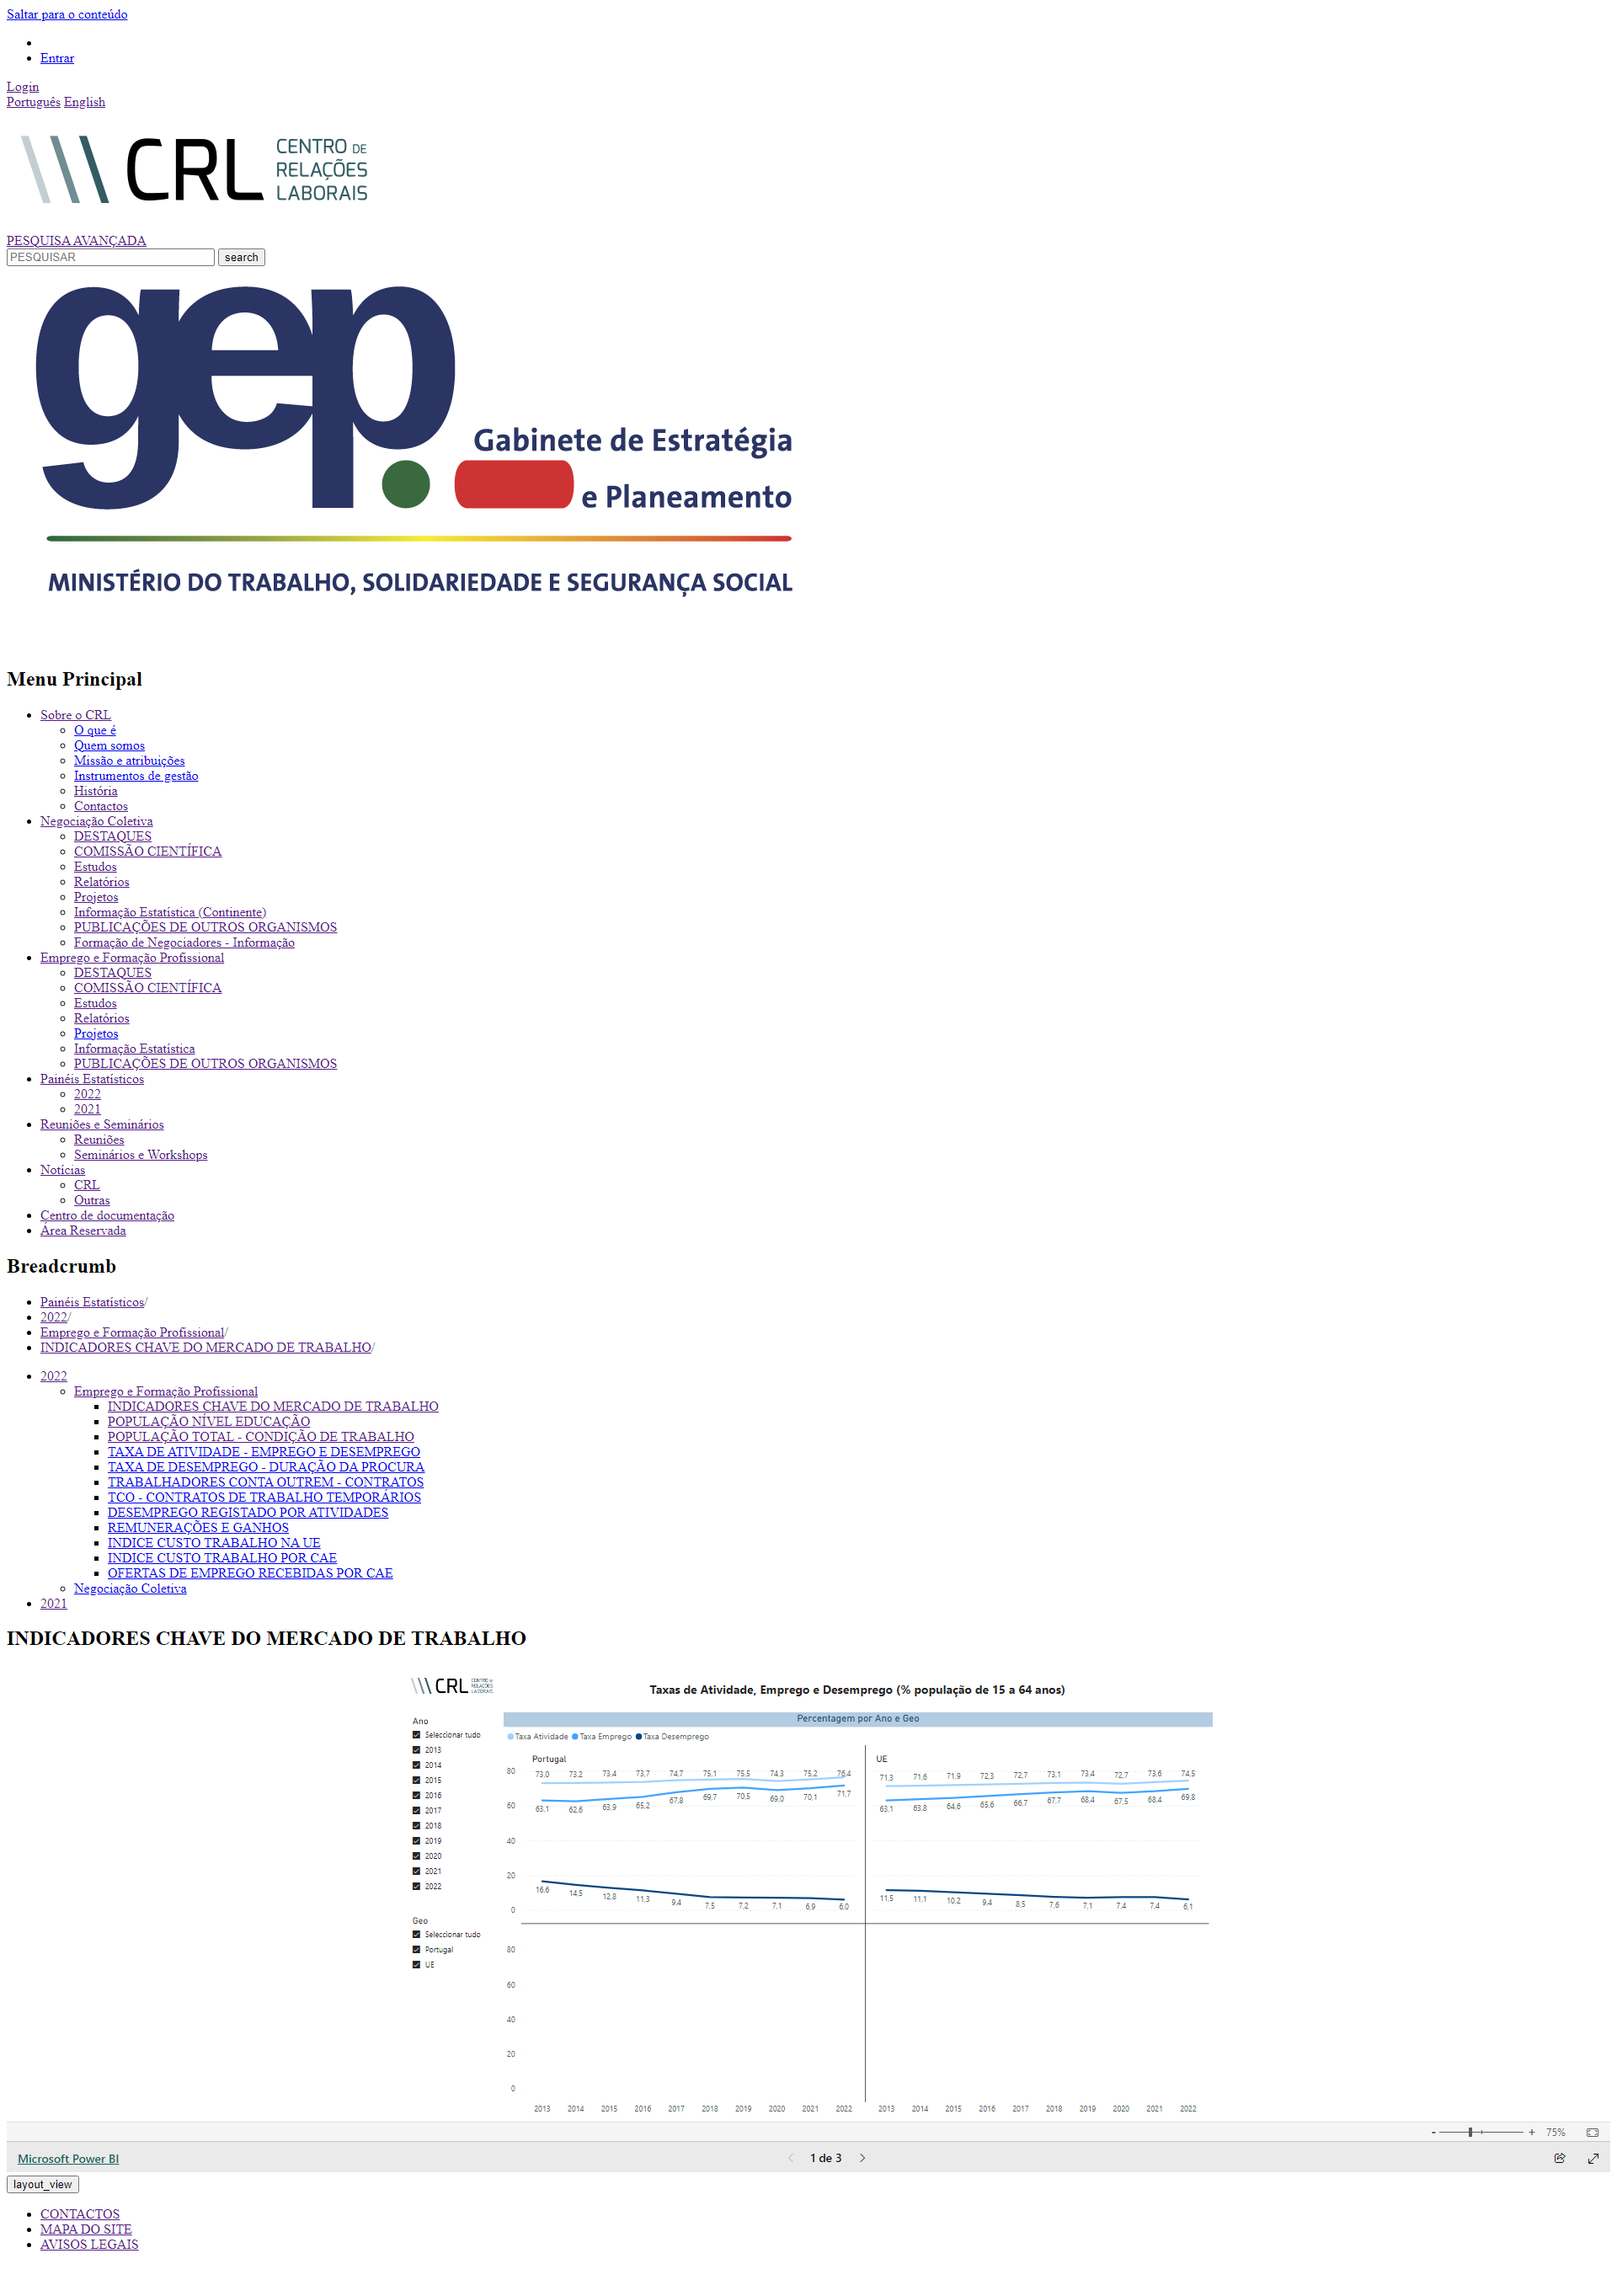 Saltar para o conteúdo
Entrar
Login
Português English
CRL CENTRO DE
RELAÇÕES
LABORAIS
PESQUISA AVANÇADA
PESQUISAR search
gep
Gabinete de Estratégia
e Planeamento
MINISTÉRIO DO TRABALHO, SOLIDARIEDADE E SEGURANÇA SOCIAL
Menu Principal
Sobre o CRL
O que é
Quem somos
Missão e atribuições
Instrumentos de gestão
História
Contactos
Negociação Coletiva
DESTAQUES
COMISSÃO CIENTÍFICA
Estudos
Relatórios
Projetos
Informação Estatística (Continente)
PUBLICAÇÕES DE OUTROS ORGANISMOS
Formação de Negociadores - Informação
Emprego e Formação Profissional
DESTAQUES
COMISSÃO CIENTÍFICA
Estudos
Relatórios
Projetos
Informação Estatística
PUBLICAÇÕES DE OUTROS ORGANISMOS
Painéis Estatísticos
2022
2021
Reuniões e Seminários
Reuniões
Seminários e Workshops
Notícias
CRL
Outras
Centro de documentação
Área Reservada
Breadcrumb
Painéis Estatísticos/
2022/
Emprego e Formação Profissional/
INDICADORES CHAVE DO MERCADO DE TRABALHO/
2022
Emprego e Formação Profissional
INDICADORES CHAVE DO MERCADO DE TRABALHO
POPULAÇÃO NÍVEL EDUCAÇÃO
POPULAÇÃO TOTAL - CONDIÇÃO DE TRABALHO
TAXA DE ATIVIDADE - EMPREGO E DESEMPREGO
TAXA DE DESEMPREGO - DURAÇÃO DA PROCURA
TRABALHADORES CONTA OUTREM - CONTRATOS
TCO - CONTRATOS DE TRABALHO TEMPORÁRIOS
DESEMPREGO REGISTADO POR ATIVIDADES
REMUNERAÇÕES E GANHOS
INDICE CUSTO TRABALHO NA UE
INDICE CUSTO TRABALHO POR CAE
OFERTAS DE EMPREGO RECEBIDAS POR CAE
Negociação Coletiva
2021
INDICADORES CHAVE DO MERCADO DE TRABALHO
CRL CENTRO DE
RELAÇÕES
LABORAIS
Taxas de Atividade, Emprego e Desemprego (% população de 15 a 64 anos)
Ano
Seleccionar tudo
2013
2014
2015
2016
2017
2018
2019
2020
2021
2022
Geo
Seleccionar tudo
Portugal
UE
Percentagem por Ano e Geo
Taxa Atividade Taxa Emprego Taxa Desemprego
Portugal UE
80 73,0 73,2 73,4 73,7 74,7 75,1 75,5 74,3 75,2 76,4 71,3 71,6 71,9 72,3 72,7 73,1 73,4 72,7 73,6 74,5
60 63,1 62,6 63,9 65,2 67,8 69,7 70,5 69,0 70,1 71,7 63,1 63,8 64,6 65,6 66,7 67,7 68,4 67,5 68,4 69,8
40
20
16,6 14,5 12,8 11,3 9,4 7,5 7,2 7,1 6,9 6,0 11,5 11,1 10,2 9,4 8,5 7,6 7,1 7,4 7,4 6,1
0
80
60
40
20
0
2013 2014 2015 2016 2017 2018 2019 2020 2021 2022 2013 2014 2015 2016 2017 2018 2019 2020 2021 2022
- + 75%
Microsoft Power BI 1 de 3
layout_view
CONTACTOS
MAPA DO SITE
AVISOS LEGAIS